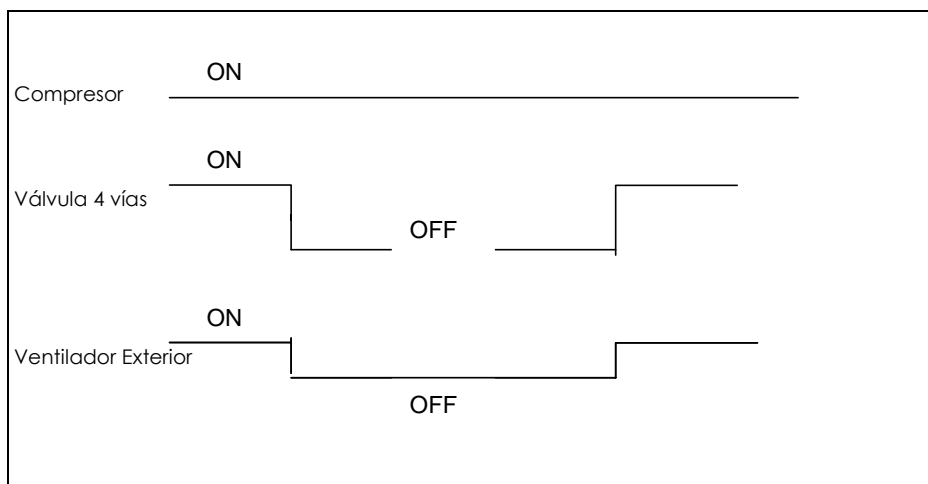 ON
Compresor
ON
Válvula 4 vías
OFF
ON
Ventilador Exterior
OFF